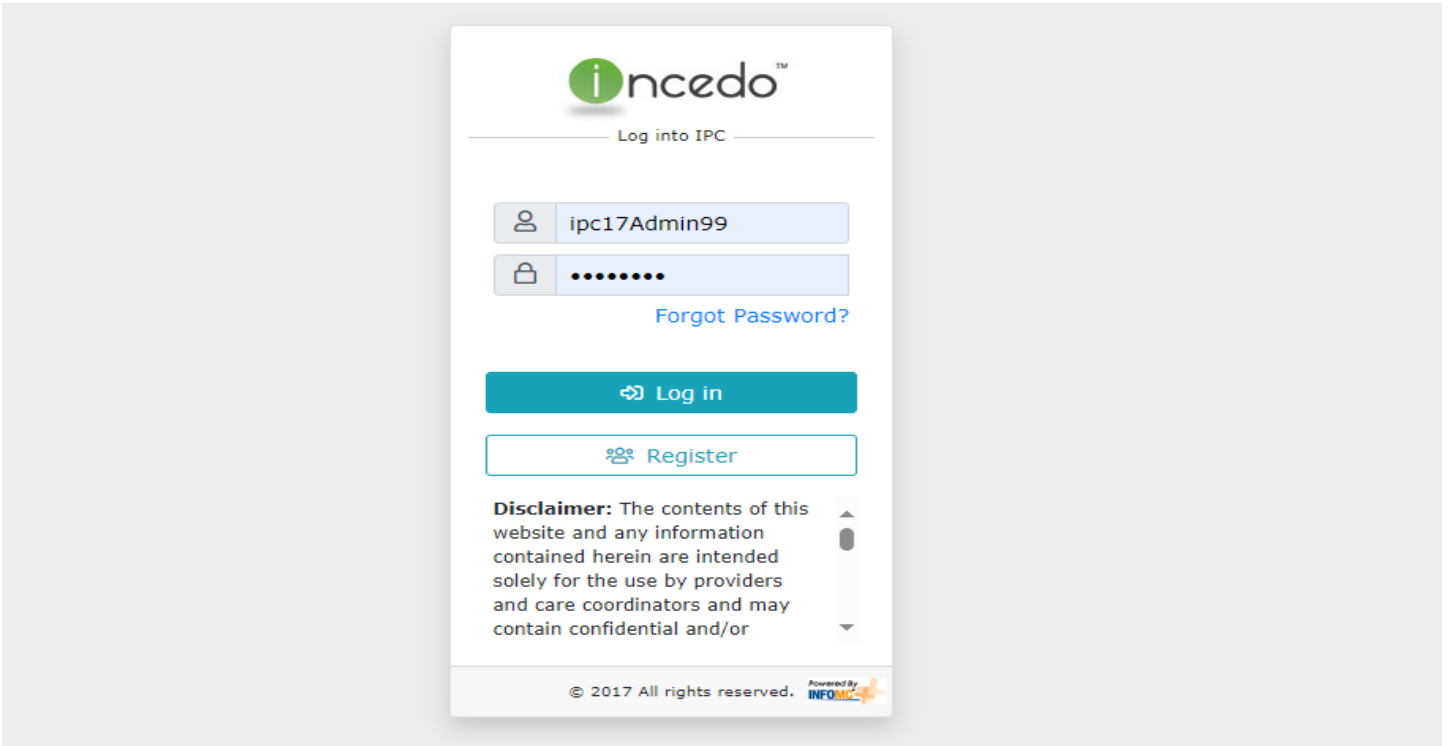 incedo™
Log into IPC
ipc17Admin99
••••••••
Forgot Password?
Log in
Register
Disclaimer: The contents of this
website and any information
contained herein are intended
solely for the use by providers
and care coordinators and may
contain confidential and/or
© 2017 All rights reserved.
Powered By
INFOMC